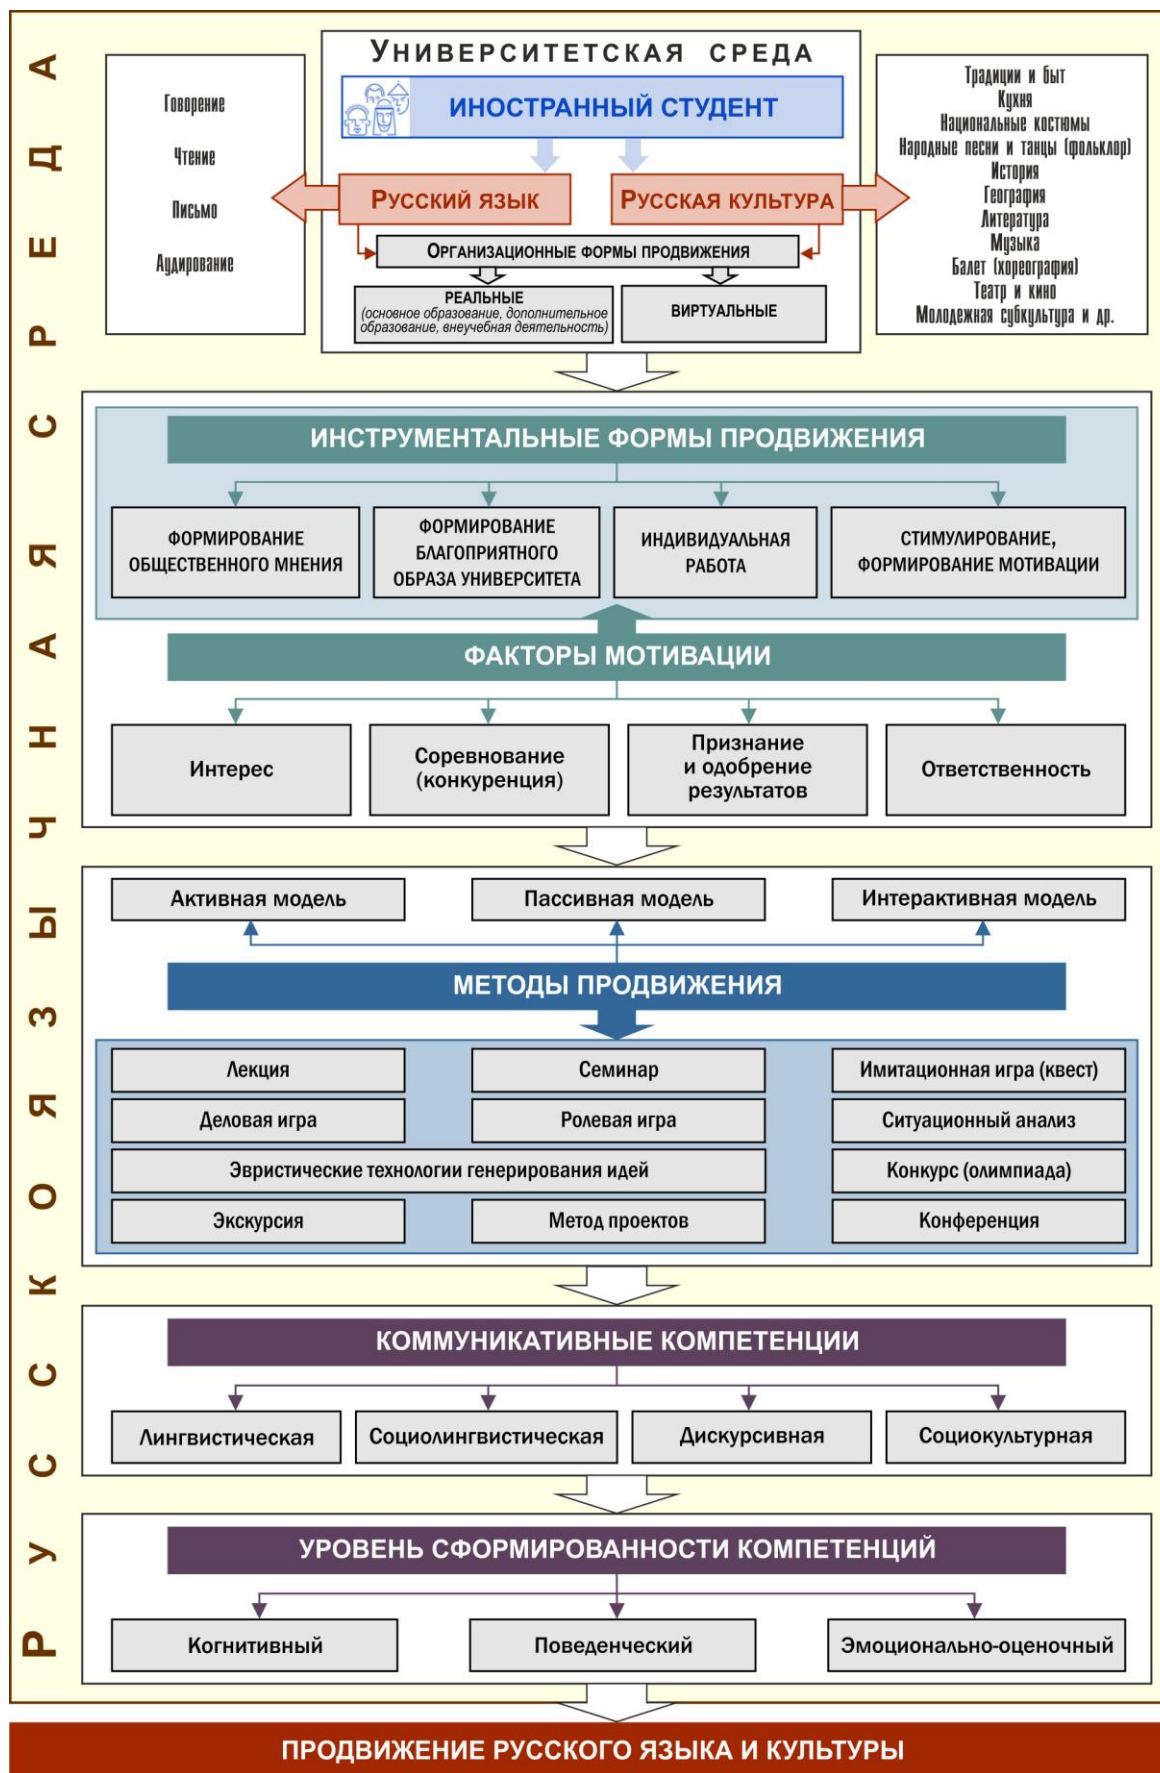 РУССКОЯЗЫЧНАЯ СРЕДА
УНИВЕРСИТЕТСКАЯ СРЕДА
ИНОСТРАННЫЙ СТУДЕНТ
Говорение
Чтение
Письмо
Аудирование
РУССКИЙ ЯЗЫК
РУССКАЯ КУЛЬТУРА
Традиции и быт
Кухня
Национальные костюмы
Народные песни и танцы (фольклор)
История
География
Литература
Музыка
Балет (хореография)
Театр и кино
Молодежная субкультура и др.
ОРГАНИЗАЦИОННЫЕ ФОРМЫ ПРОДВИЖЕНИЯ
РЕАЛЬНЫЕ
(основное образование, дополнительное
образование, внеучебная деятельность)
ВИРТУАЛЬНЫЕ
ИНСТРУМЕНТАЛЬНЫЕ ФОРМЫ ПРОДВИЖЕНИЯ
ФОРМИРОВАНИЕ
ОБЩЕСТВЕННОГО МНЕНИЯ
ФОРМИРОВАНИЕ
БЛАГОПРИЯТНОГО
ОБРАЗА УНИВЕРСИТЕТА
ИНДИВИДУАЛЬНАЯ
РАБОТА
СТИМУЛИРОВАНИЕ,
ФОРМИРОВАНИЕ МОТИВАЦИИ
ФАКТОРЫ МОТИВАЦИИ
Интерес
Соревнование
(конкуренция)
Признание
и одобрение
результатов
Ответственность
Активная модель
Пассивная модель
Интерактивная модель
МЕТОДЫ ПРОДВИЖЕНИЯ
Лекция
Семинар
Имитационная игра (квест)
Деловая игра
Ролевая игра
Ситуационный анализ
Эвристические технологии генерирования идей
Конкурс (олимпиада)
Экскурсия
Метод проектов
Конференция
КОММУНИКАТИВНЫЕ КОМПЕТЕНЦИИ
Лингвистическая
Социолингвистическая
Дискурсивная
Социокультурная
УРОВЕНЬ СФОРМИРОВАННОСТИ КОМПЕТЕНЦИЙ
Когнитивный
Поведенческий
Эмоционально-оценочный
ПРОДВИЖЕНИЕ РУССКОГО ЯЗЫКА И КУЛЬТУРЫ